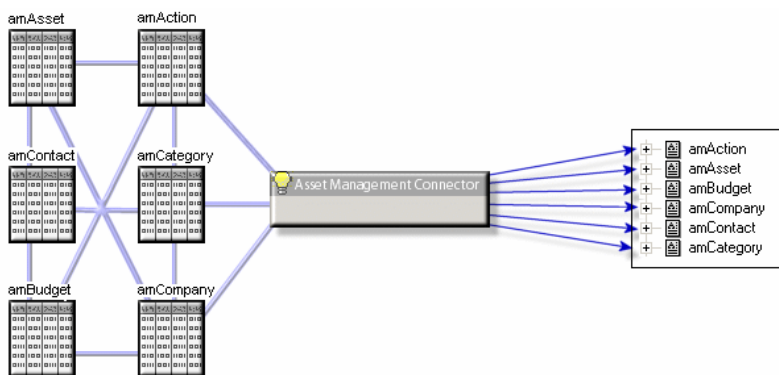 amAsset
amAction
amContact
amCategory
amBudget
amCompany
Asset Management Connector
amAction
amAsset
amBudget
amCompany
amContact
amCategory